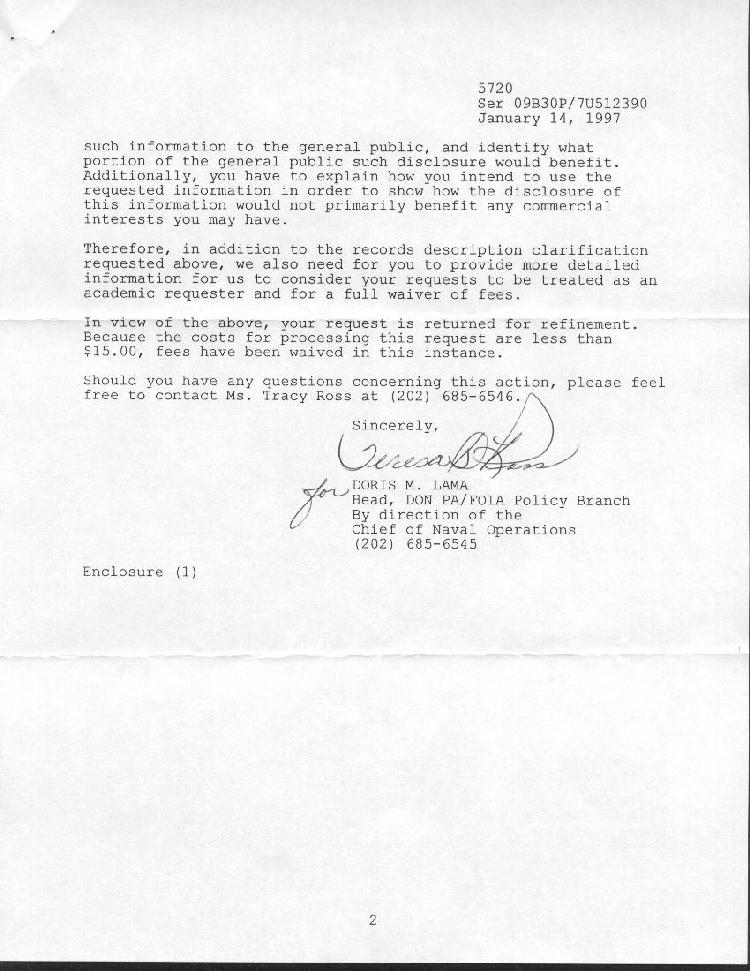 5720
Ser 09B30P/7U512390
January 14, 1997
such information to the general public, and identify what
portion of the general public such disclosure would benefit.
Additionally, you have to explain how you intend to use the
requested information in order to show how the disclosure of
this information would not primarily benefit any commercial
interests you may have.
Therefore, in addition to the records description clarification
requested above, we also need for you to provide more detailed
information for us to consider your requests to be treated as an
academic requester and for a full waiver of fees.
In view of the above, your request is returned for refinement.
Because the costs for processing this request are less than
$15.00, fees have been waived in this instance.
Should you have any questions concerning this action, please feel
free to contact Ms. Tracy Ross at (202) 685-6546.
Sincerely,
Teresa B Ross
for DORIS M. LAMA
Head, DON PA/FOIA Policy Branch
By direction of the
Chief of Naval Operations
(202) 685-6545
Enclosure (1)
2